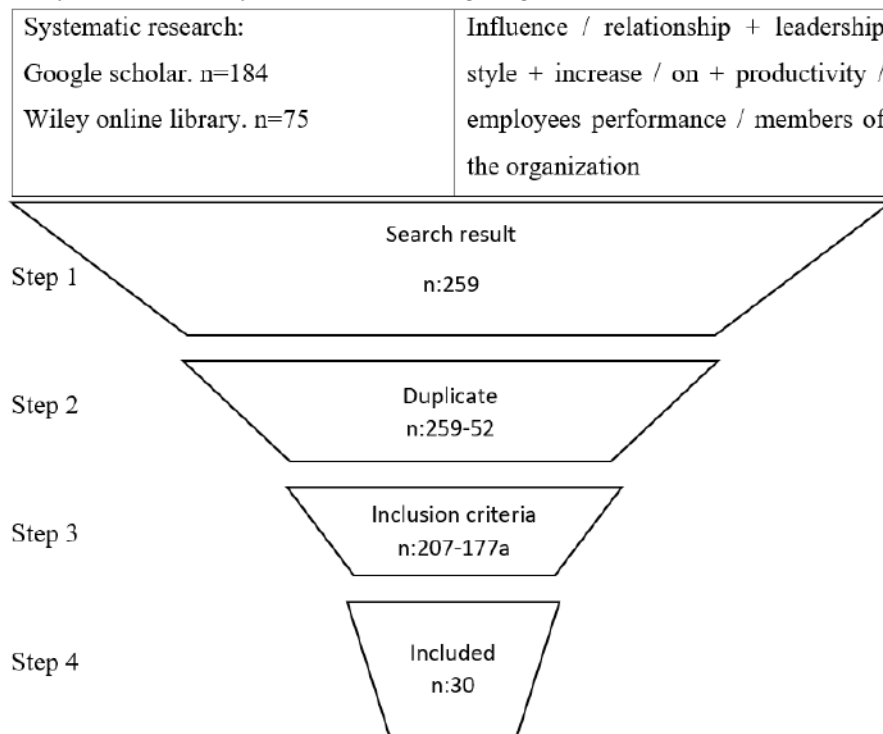 Systematic research:
Google scholar. n=184
Wiley online library. n=75
Influence / relationship + leadership
style + increase / on + productivity /
employees performance / members of
the organization
Search result
n:259
Step 1
Duplicate
n:259-52
Step 2
Inclusion criteria
n:207-177a
Step 3
Included
n:30
Step 4